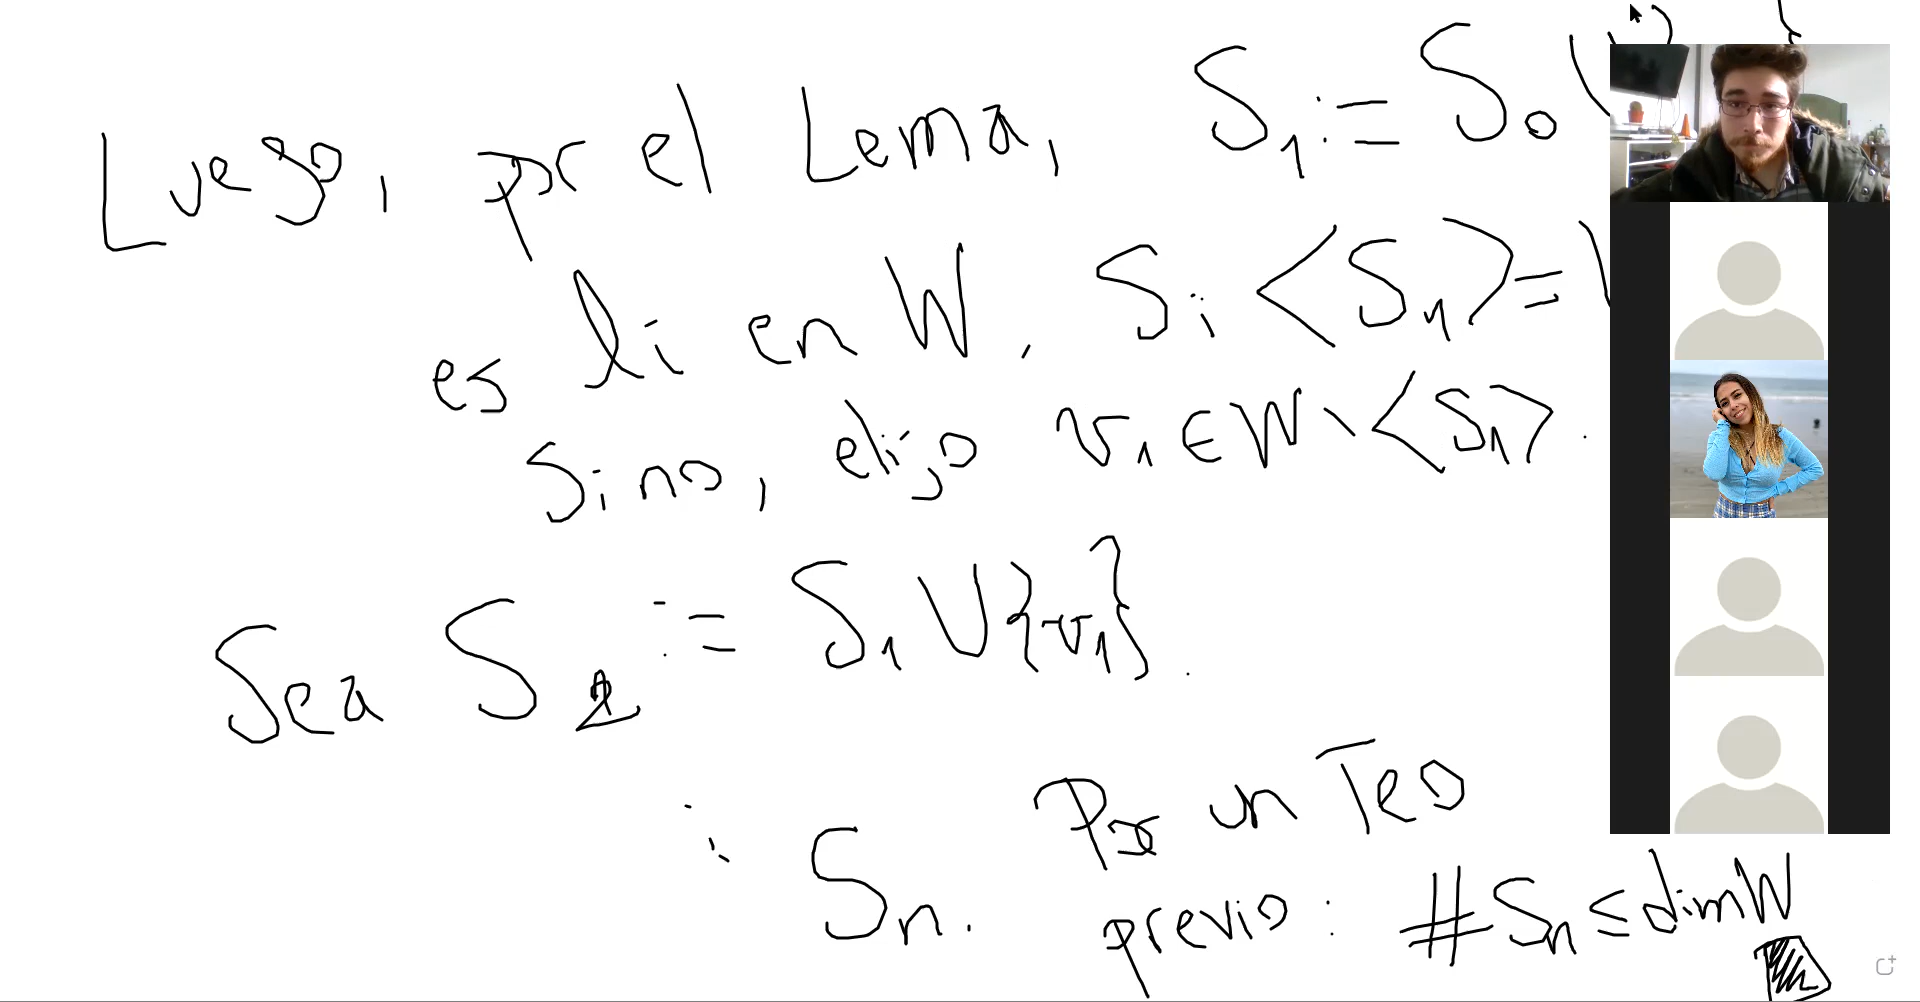 Luego, por el Lema, S₁ := S₀ ∪
es li en W. Si <S₁> =
Sino, elijo v₁ ∈ W \ <S₁>.
Sea S₂ := S₁ ∪ {v₁}.
⋱ Sₙ. Por un Teo
previo: #Sₙ ≤ dim W